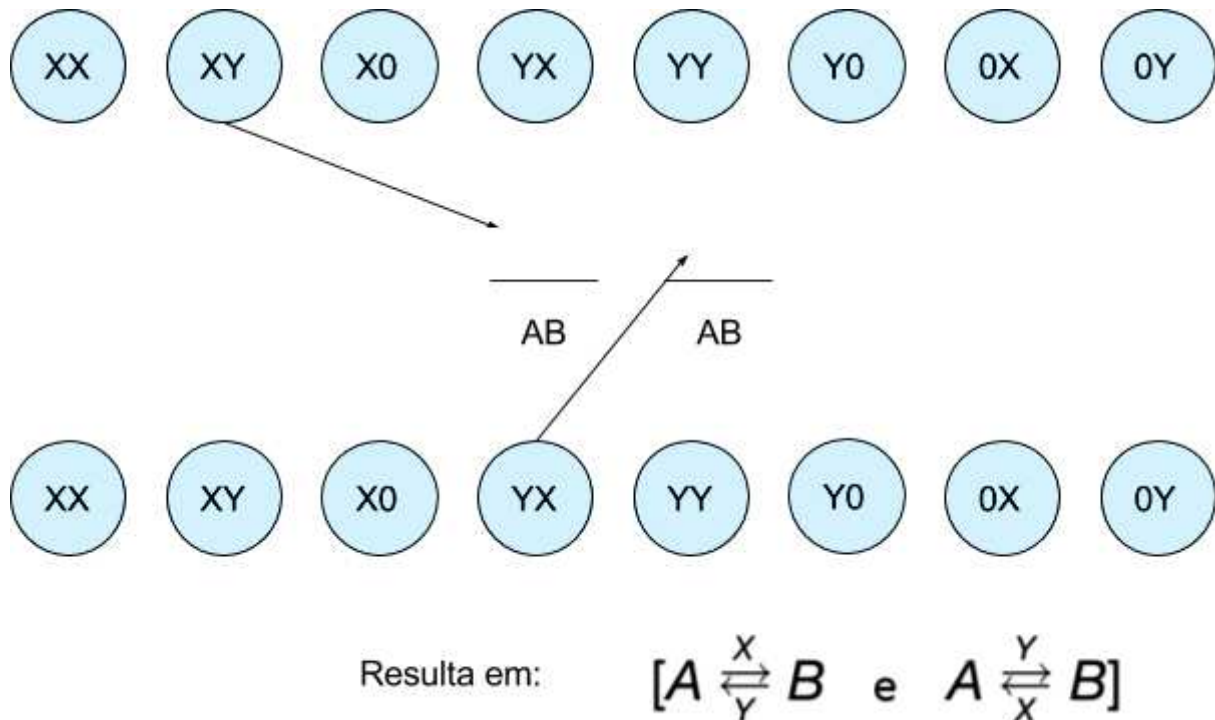 XX XY X0 YX YY Y0 0X 0Y
AB AB
XX XY X0 YX YY Y0 0X 0Y
X Y
Resulta em: [A ⇄ B e A ⇄ B]
Y X